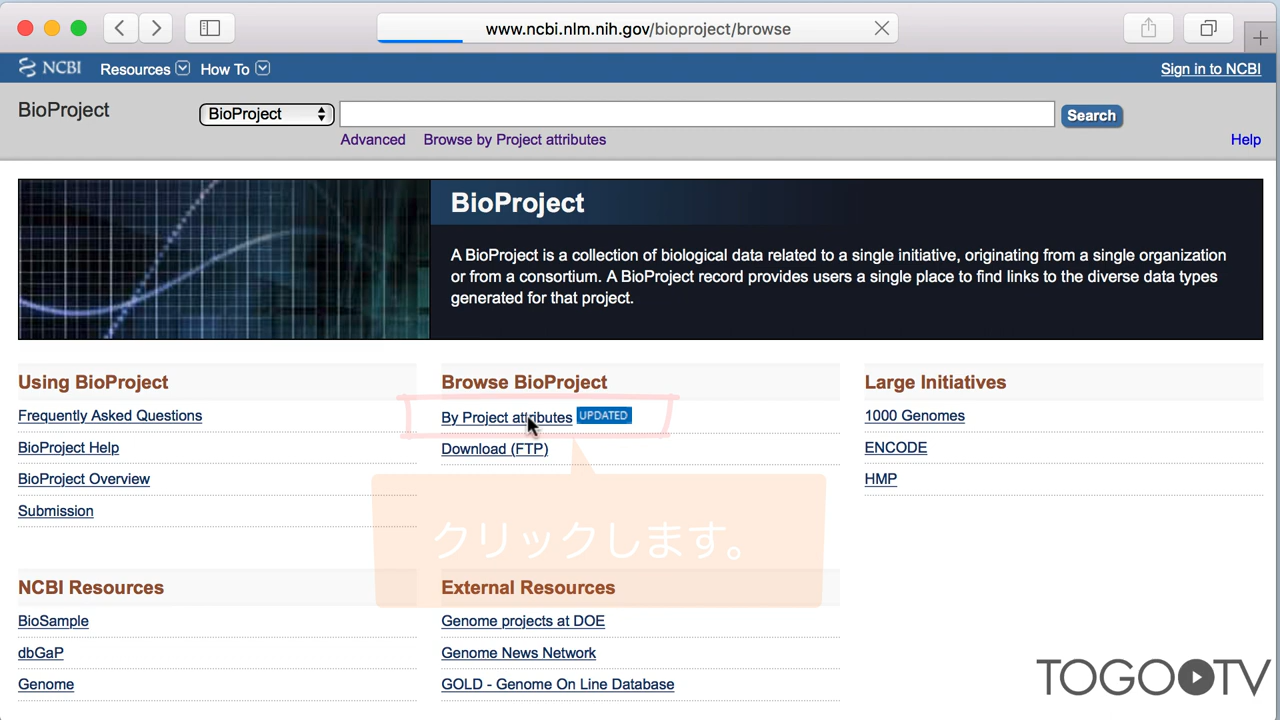 www.ncbi.nlm.nih.gov/bioproject/browse
NCBI Resources How To Sign in to NCBI
BioProject BioProject Search
Advanced Browse by Project attributes Help
BioProject
A BioProject is a collection of biological data related to a single initiative, originating from a single organization
or from a consortium. A BioProject record provides users a single place to find links to the diverse data types
generated for that project.
Using BioProject
Frequently Asked Questions
BioProject Help
BioProject Overview
Submission
Browse BioProject
By Project attributes UPDATED
Download (FTP)
クリックします。
Large Initiatives
1000 Genomes
ENCODE
HMP
NCBI Resources
BioSample
dbGaP
Genome
External Resources
Genome projects at DOE
Genome News Network
GOLD - Genome On Line Database
TOGOTV